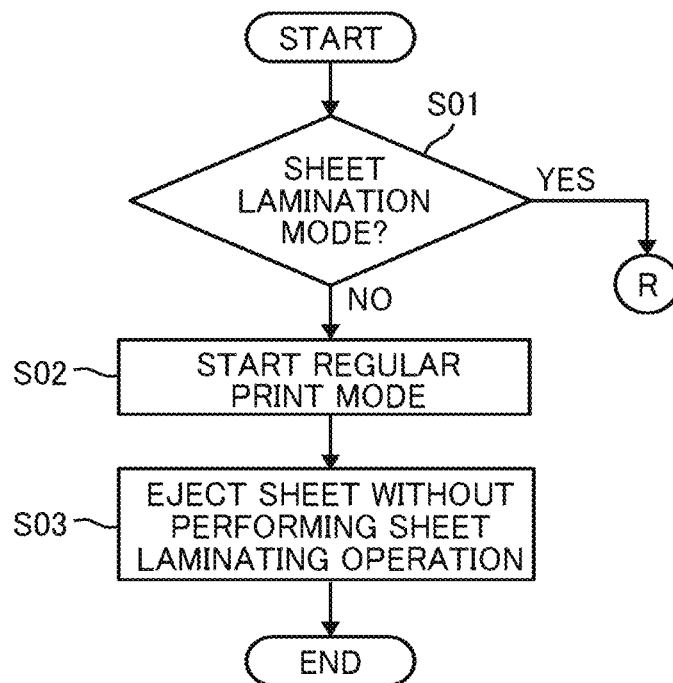 START
S01
SHEET
LAMINATION
MODE?
YES
R
NO
S02
START REGULAR
PRINT MODE
S03
EJECT SHEET WITHOUT
PERFORMING SHEET
LAMINATING OPERATION
END